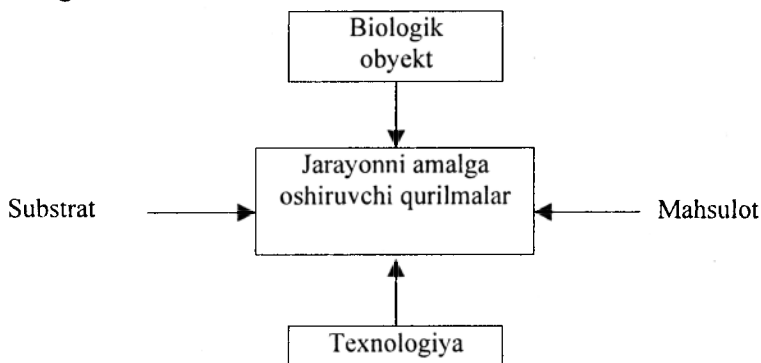 Biologik
obyekt
Jarayonni amalga
oshiruvchi qurilmalar
Substrat
Mahsulot
Texnologiya